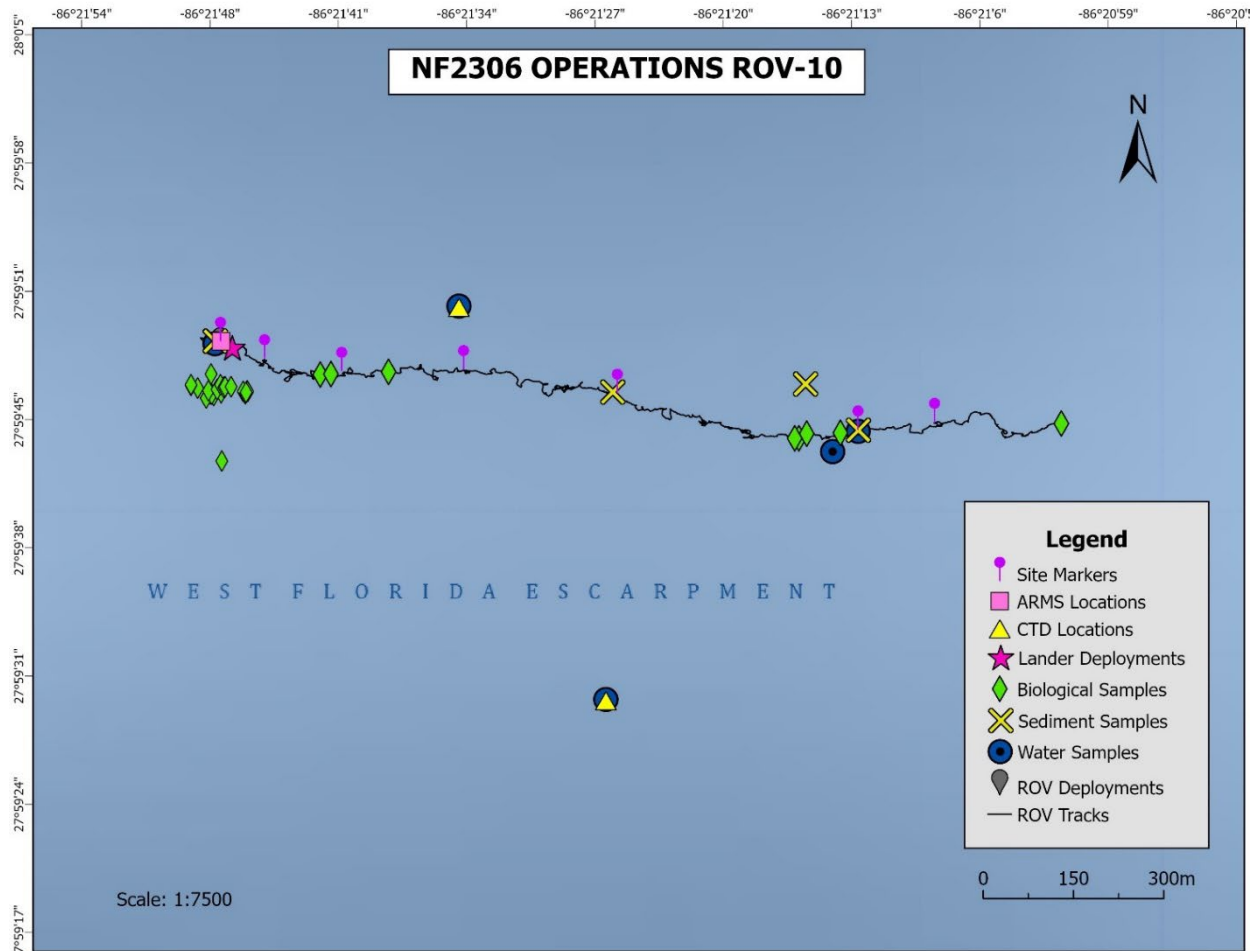 -86°21'54" -86°21'48" -86°21'41" -86°21'34" -86°21'27" -86°21'20" -86°21'13" -86°21'6" -86°20'59"
28°0'5"
NF2306 OPERATIONS ROV-10
N
27°59'58"
27°59'51"
27°59'45"
27°59'38"
WEST FLORIDA ESCARPMENT
27°59'31"
27°59'24"
27°59'17"
Legend
Site Markers
ARMS Locations
CTD Locations
Lander Deployments
Biological Samples
Sediment Samples
Water Samples
ROV Deployments
ROV Tracks
0 150 300m
Scale: 1:7500